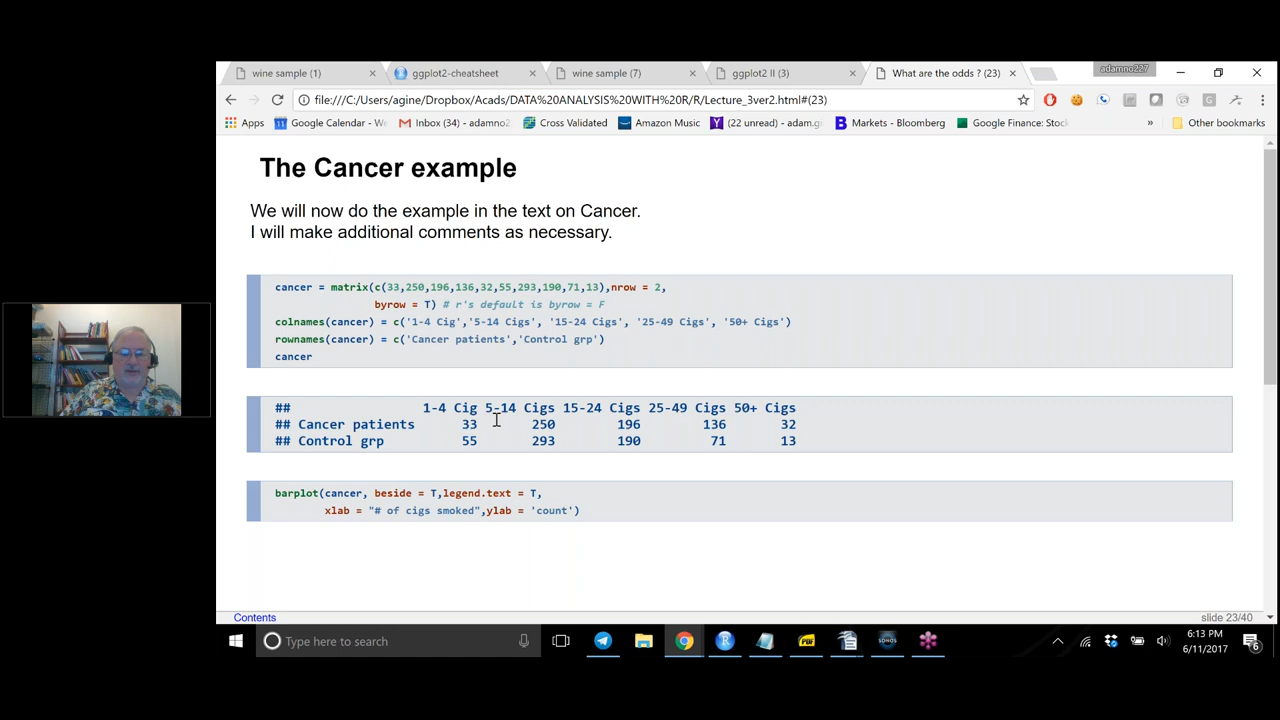 wine sample (1)
ggplot2-cheatsheet
wine sample (7)
ggplot2 II (3)
What are the odds ? (23)
adamno227
file:///C:/Users/agine/Dropbox/Acads/DATA%20ANALYSIS%20WITH%20R/R/Lecture_3ver2.html#(23)
Apps
Google Calendar - We
Inbox (34) - adamno2
Cross Validated
Amazon Music
(22 unread) - adam.g
Markets - Bloomberg
Google Finance: Stock
»
Other bookmarks
The Cancer example
We will now do the example in the text on Cancer.
I will make additional comments as necessary.
cancer = matrix(c(33,250,196,136,32,55,293,190,71,13),nrow = 2,
byrow = T) # r's default is byrow = F
colnames(cancer) = c('1-4 Cig','5-14 Cigs', '15-24 Cigs', '25-49 Cigs', '50+ Cigs')
rownames(cancer) = c('Cancer patients','Control grp')
cancer
## 1-4 Cig 5-14 Cigs 15-24 Cigs 25-49 Cigs 50+ Cigs
## Cancer patients 33 250 196 136 32
## Control grp 55 293 190 71 13
barplot(cancer, beside = T,legend.text = T,
xlab = "# of cigs smoked",ylab = 'count')
Contents
slide 23/40
Type here to search
6:13 PM
6/11/2017
6